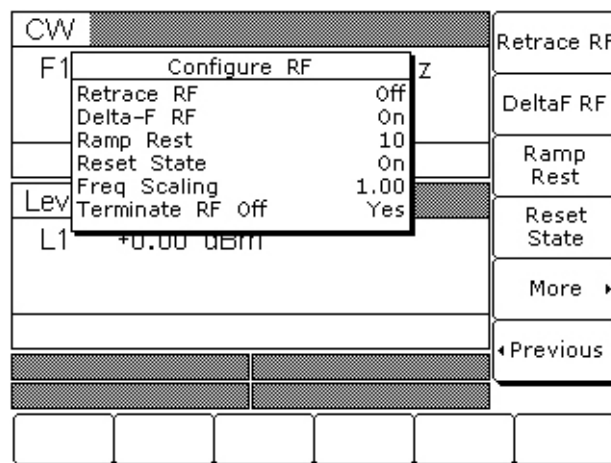 CW
F1
z
Configure RF
Retrace RF Off
Delta-F RF On
Ramp Rest 10
Reset State On
Freq Scaling 1.00
Terminate RF Off Yes
Lev
L1 +0.00 dBm
Retrace RF
DeltaF RF
Ramp
Rest
Reset
State
More
Previous